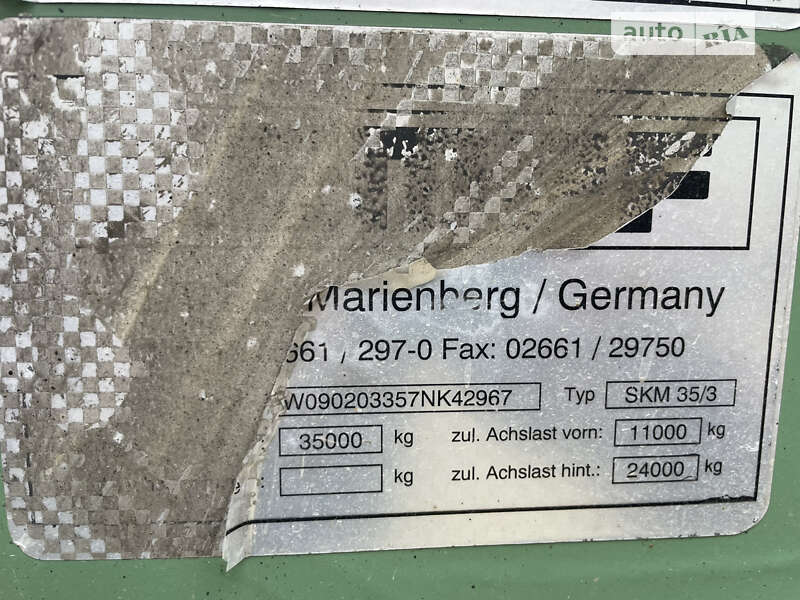 auto RIA
F
Marienberg / Germany
661 / 297-0 Fax: 02661 / 29750
W090203357NK42967 Typ SKM 35/3
35000 kg zul. Achslast vorn: 11000 kg
kg zul. Achslast hint.: 24000 kg